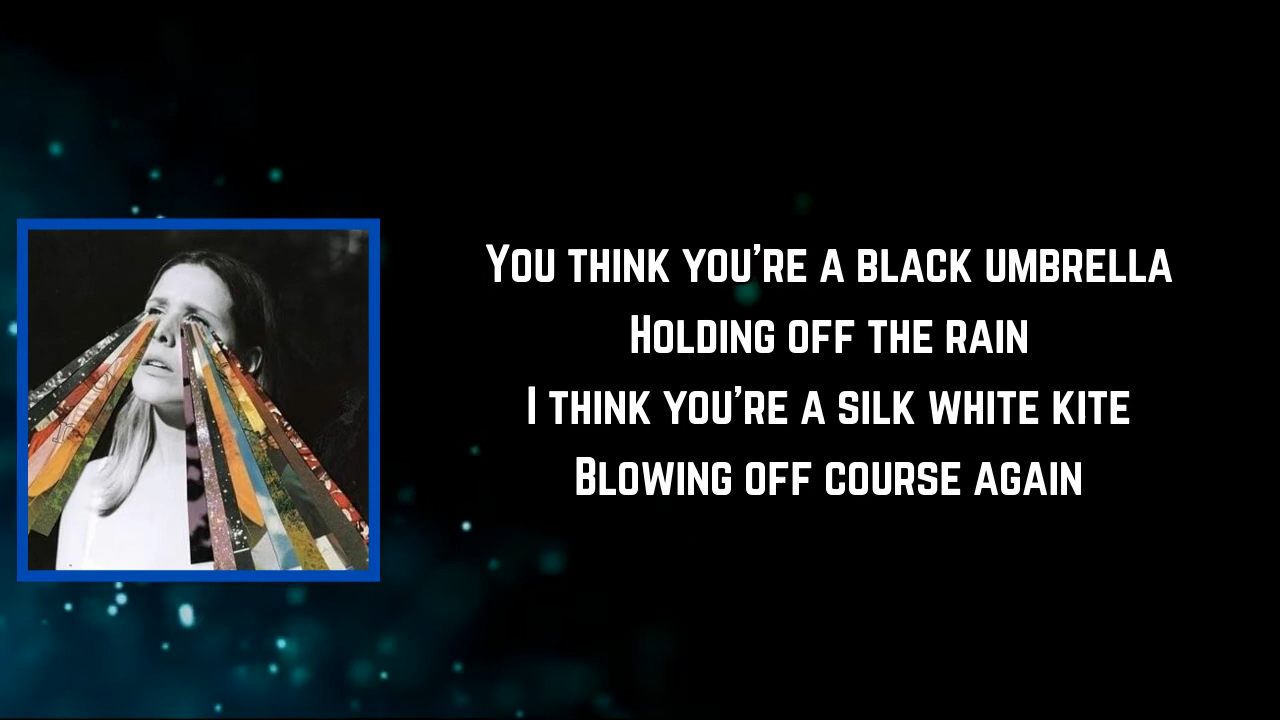 You think you're a black umbrella
Holding off the rain
I think you're a silk white kite
Blowing off course again